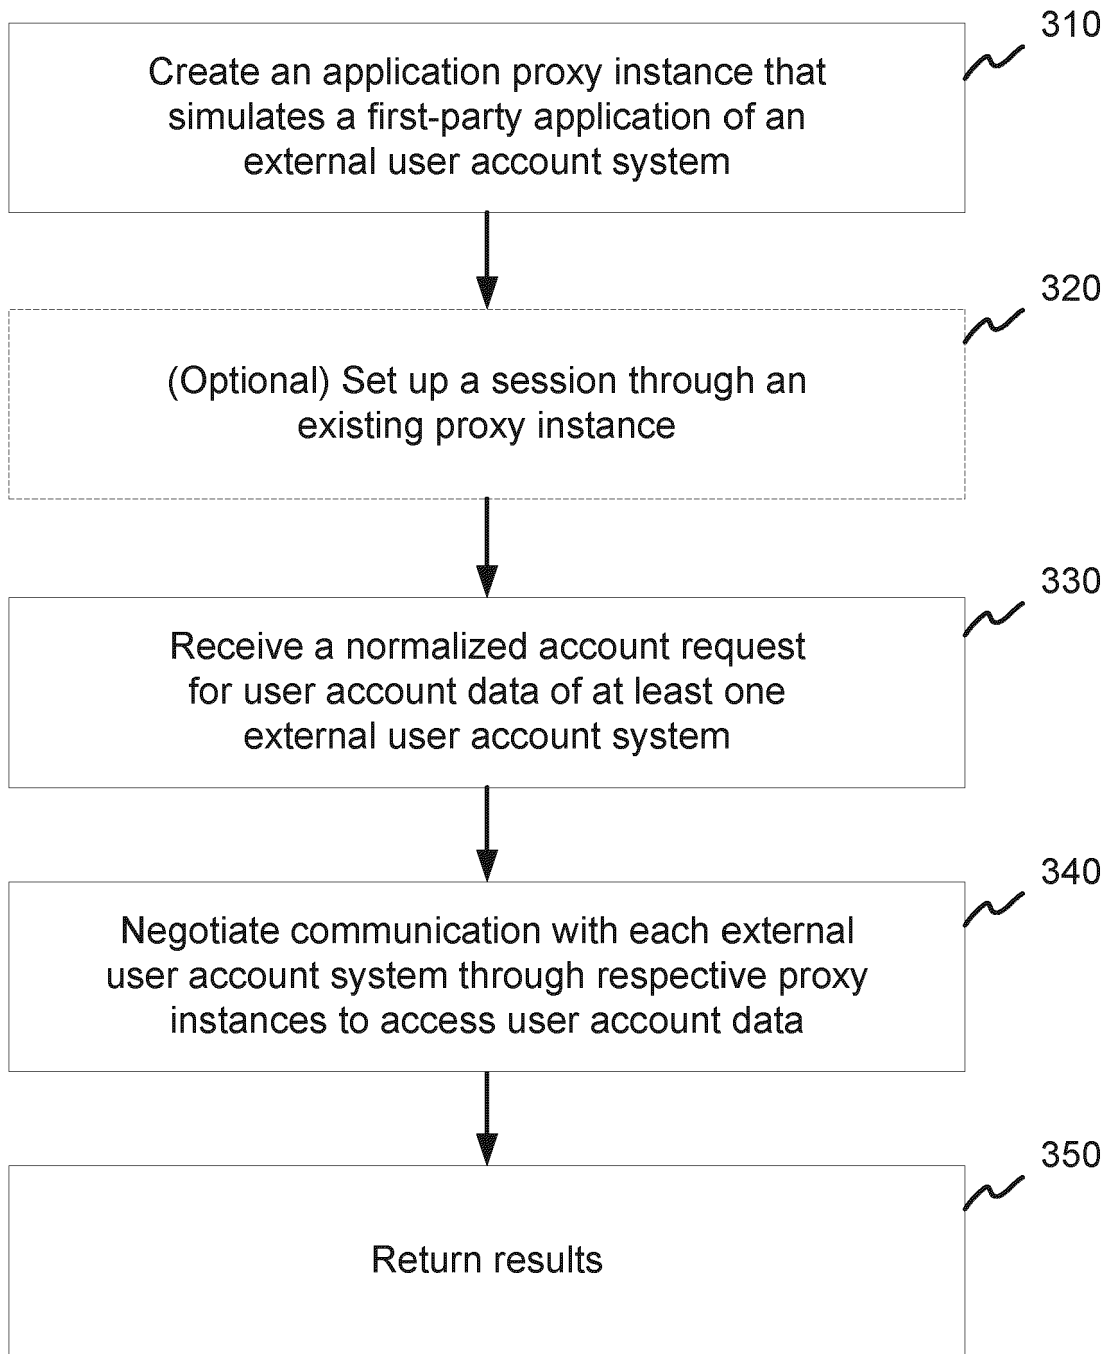 310
Create an application proxy instance that
simulates a first-party application of an
external user account system
320
(Optional) Set up a session through an
existing proxy instance
330
Receive a normalized account request
for user account data of at least one
external user account system
340
Negotiate communication with each external
user account system through respective proxy
instances to access user account data
350
Return results